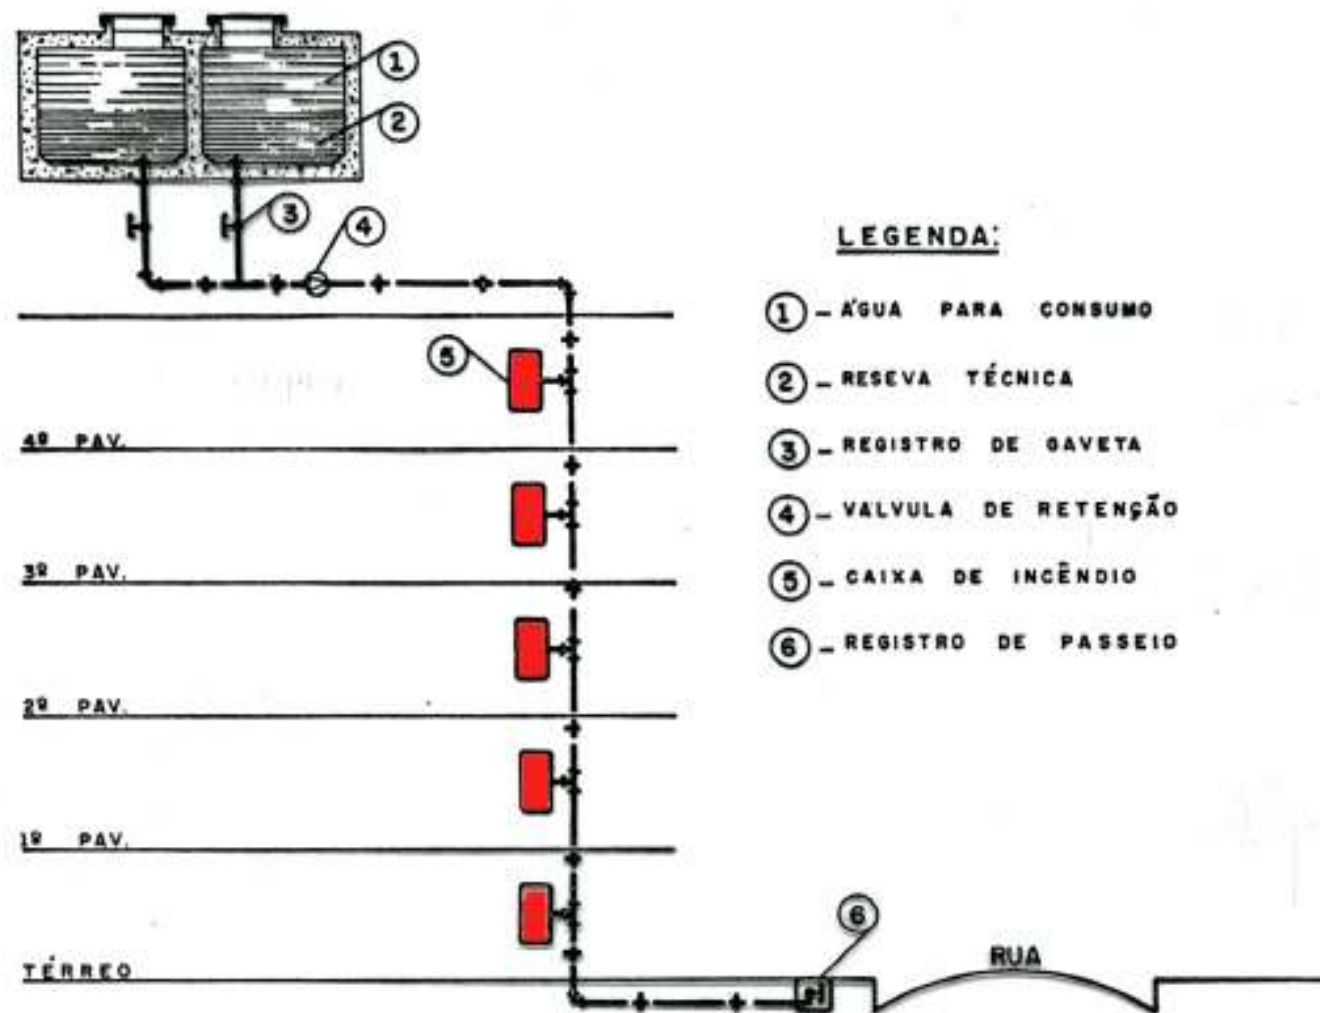 1
2
3
4
LEGENDA:
1 - ÁGUA PARA CONSUMO
5
2 - RESEVA TÉCNICA
4º PAV.
3 - REGISTRO DE GAVETA
4 - VALVULA DE RETENÇÃO
3º PAV.
5 - CAIXA DE INCÊNDIO
6 - REGISTRO DE PASSEIO
2º PAV.
1º PAV.
6
RUA
TÉRREO